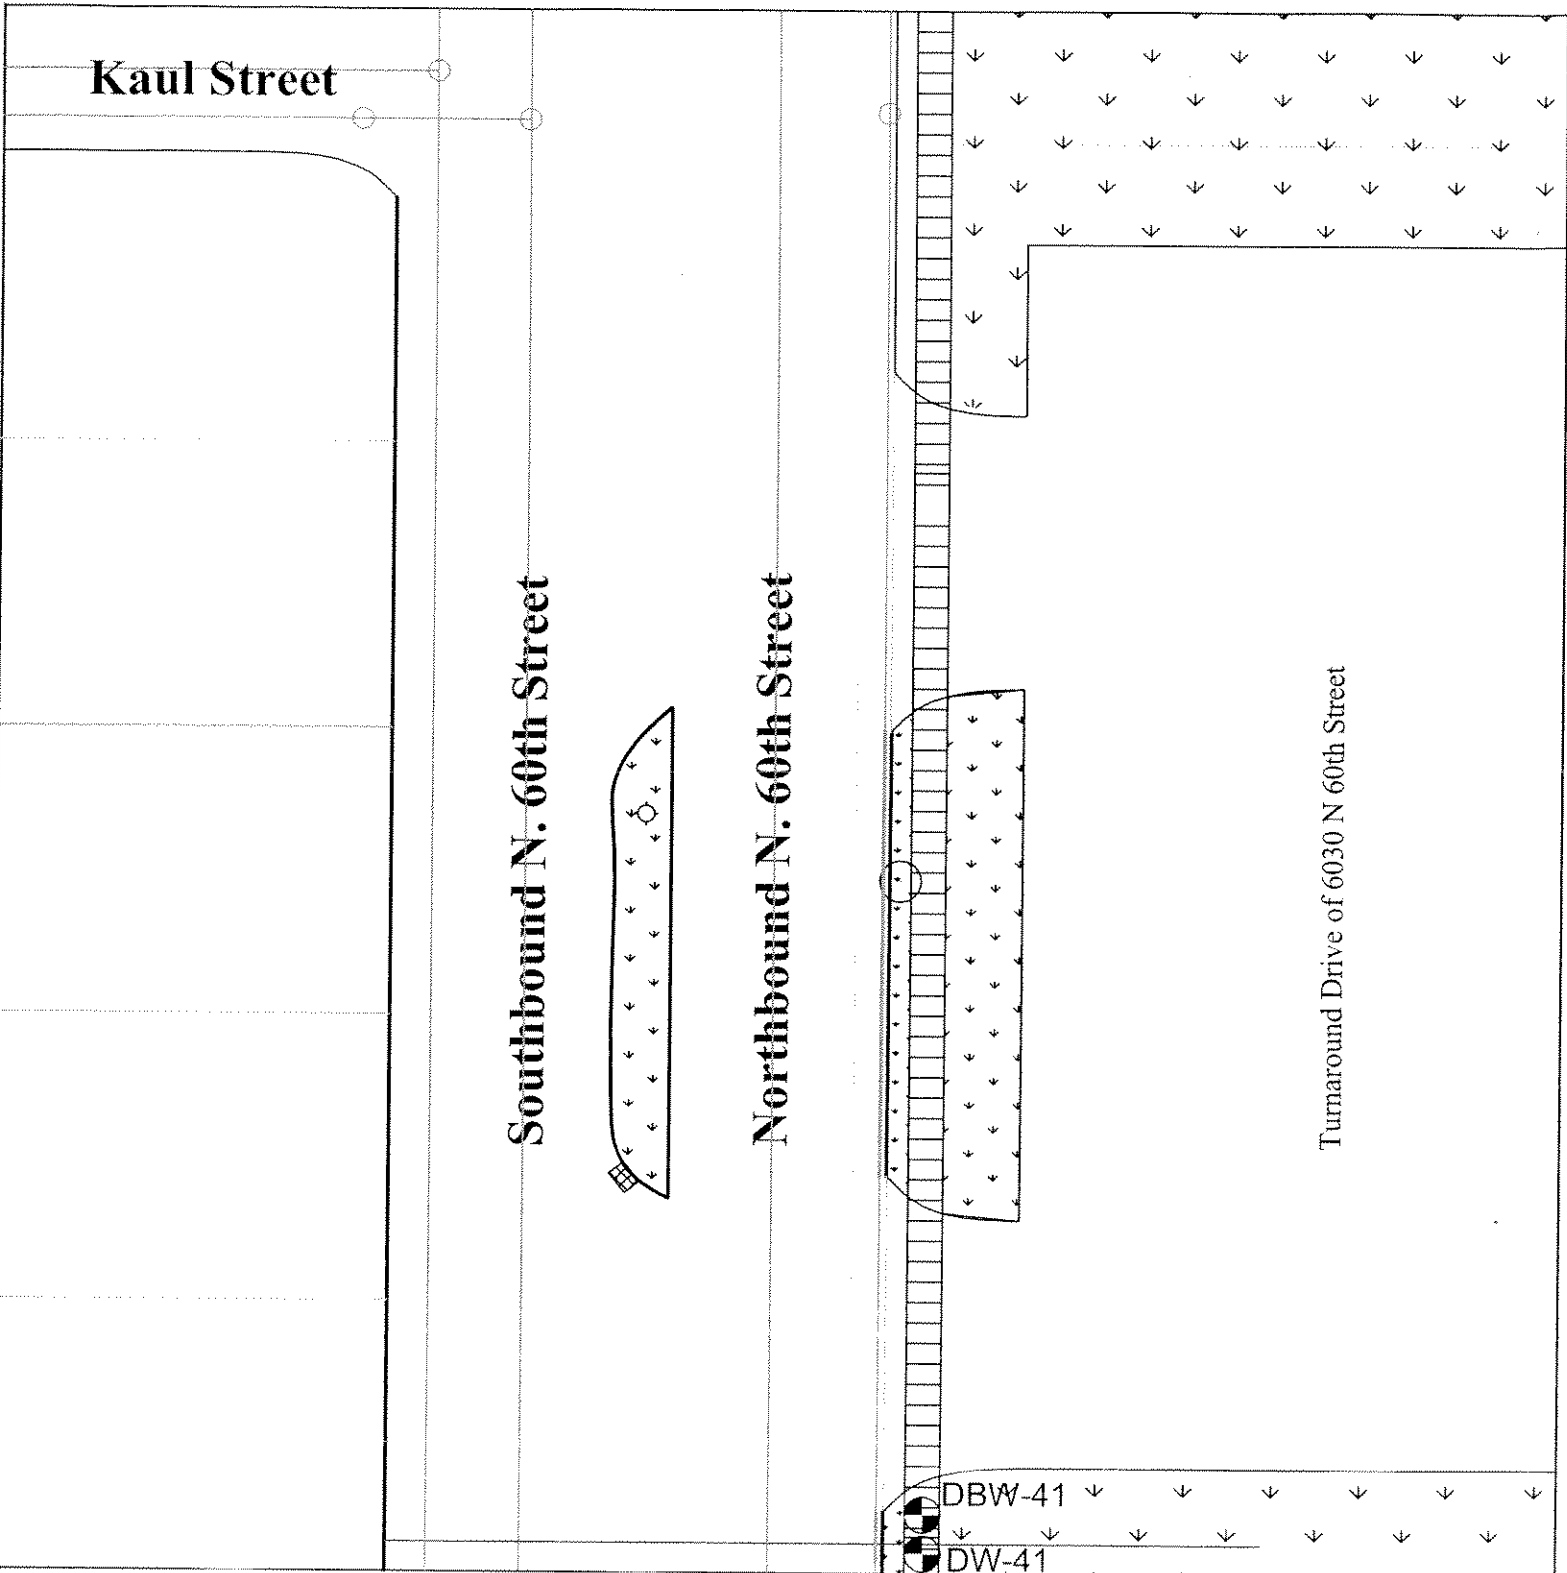 Kaul Street
Southbound N. 60th Street
Northbound N. 60th Street
Turnaround Drive of 6030 N 60th Street
DBW-41
DW-41